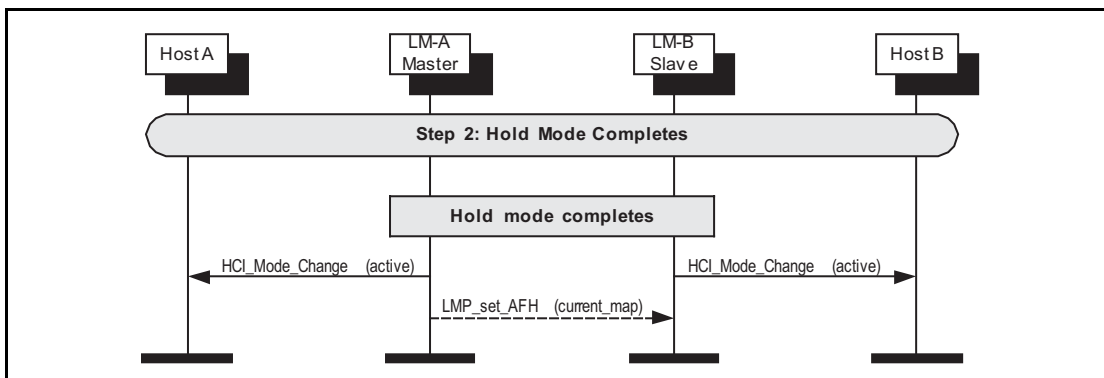 Host A
LM-A
Master
LM-B
Slave
Host B
Step 2: Hold Mode Completes
Hold mode completes
HCI_Mode_Change (active)
HCI_Mode_Change (active)
LMP_set_AFH (current_map)